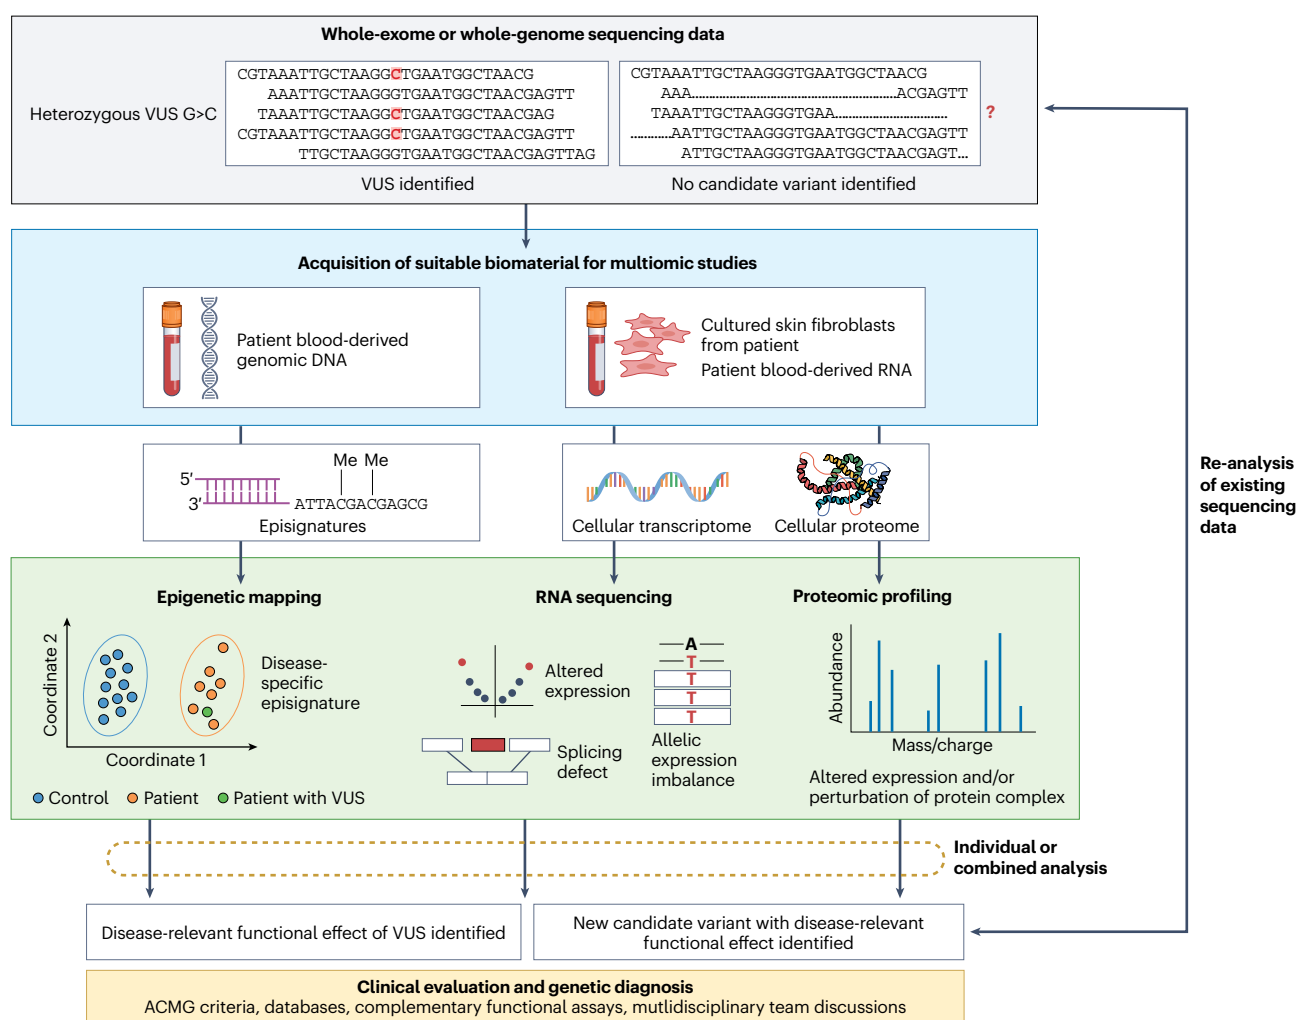 Whole-exome or whole-genome sequencing data
Heterozygous VUS G>C
CGTAAATTGCTAAGGCTGAATGGCTAACG
AAATTGCTAAGGGTGAATGGCTAACGAGTT
TAAATTGCTAAGGCTGAATGGCTAACGAG
CGTAAATTGCTAAGGCTGAATGGCTAACGAGTT
TTGCTAAGGGTGAATGGCTAACGAGTTAG
VUS identified
CGTAAATTGCTAAGGGTGAATGGCTAACG
AAA........................................................ACGAGTT
TAAATTGCTAAGGGTGAA...............................
...........AATTGCTAAGGGTGAATGGCTAACGAGTT
ATTGCTAAGGGTGAATGGCTAACGAGT...
?
No candidate variant identified
Acquisition of suitable biomaterial for multiomic studies
Patient blood-derived
genomic DNA
Cultured skin fibroblasts
from patient
Patient blood-derived RNA
Me Me
5′
3′
ATTACGACGAGCG
Episignatures
Cellular transcriptome
Cellular proteome
Re-analysis
of existing
sequencing
data
Epigenetic mapping
Coordinate 2
Coordinate 1
Disease-
specific
episignature
Control
Patient
Patient with VUS
RNA sequencing
Altered
expression
Splicing
defect
A
T
T
T
T
Allelic
expression
imbalance
Proteomic profiling
Abundance
Mass/charge
Altered expression and/or
perturbation of protein complex
Individual or
combined analysis
Disease-relevant functional effect of VUS identified
New candidate variant with disease-relevant
functional effect identified
Clinical evaluation and genetic diagnosis
ACMG criteria, databases, complementary functional assays, mutlidisciplinary team discussions